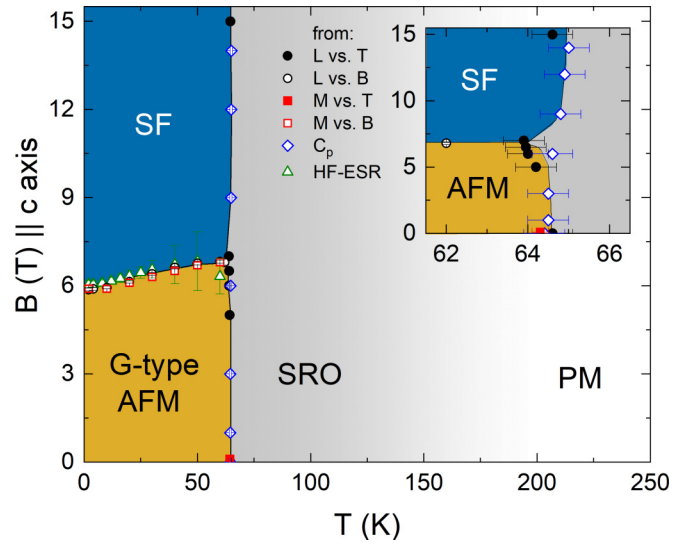 15
12
9
6
3
0
B (T) || c axis
0
50
100
150
200
250
T (K)
SF
G-type
AFM
SRO
PM
from:
L vs. T
L vs. B
M vs. T
M vs. B
Cp
HF-ESR
15
10
5
0
62
64
66
SF
AFM